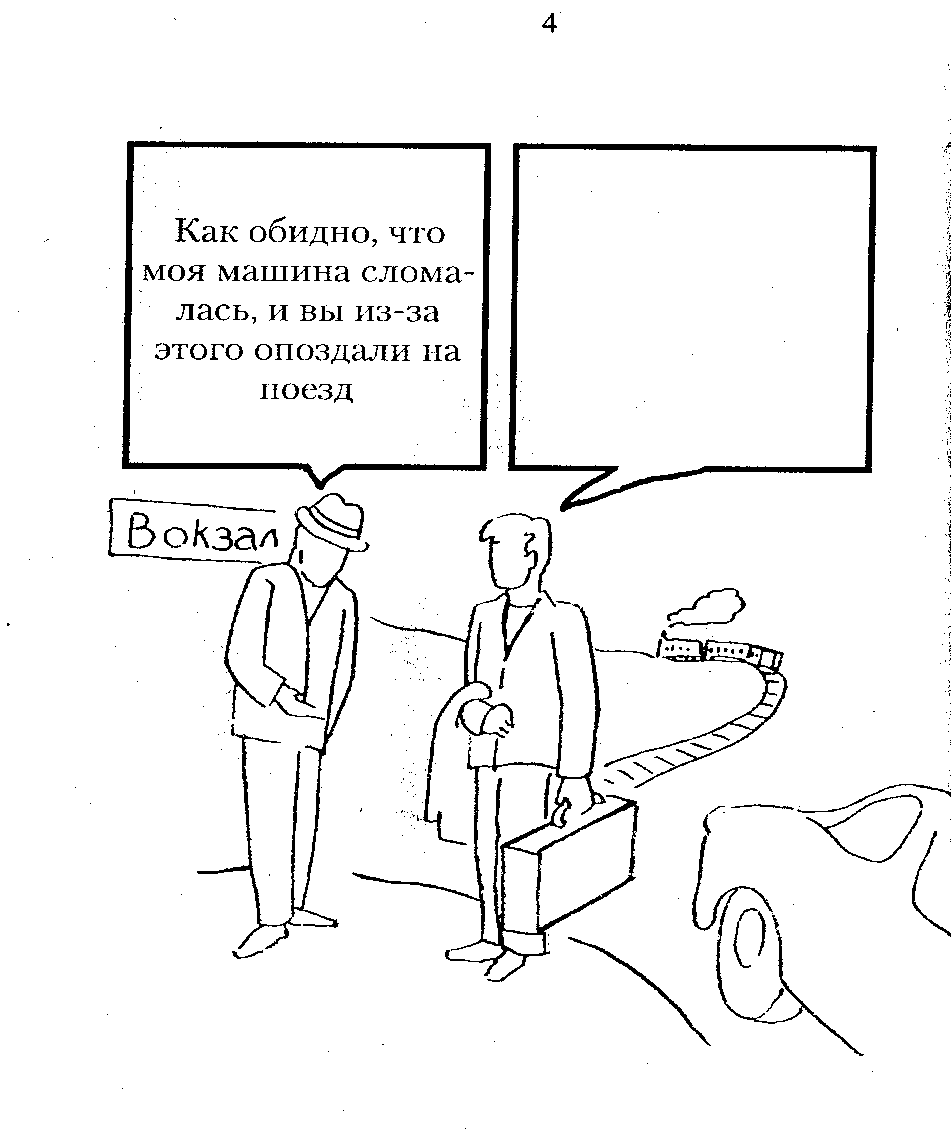 4
Как обидно, что
моя машина слома-
лась, и вы из-за
этого опоздали на
поезд
Вокзал